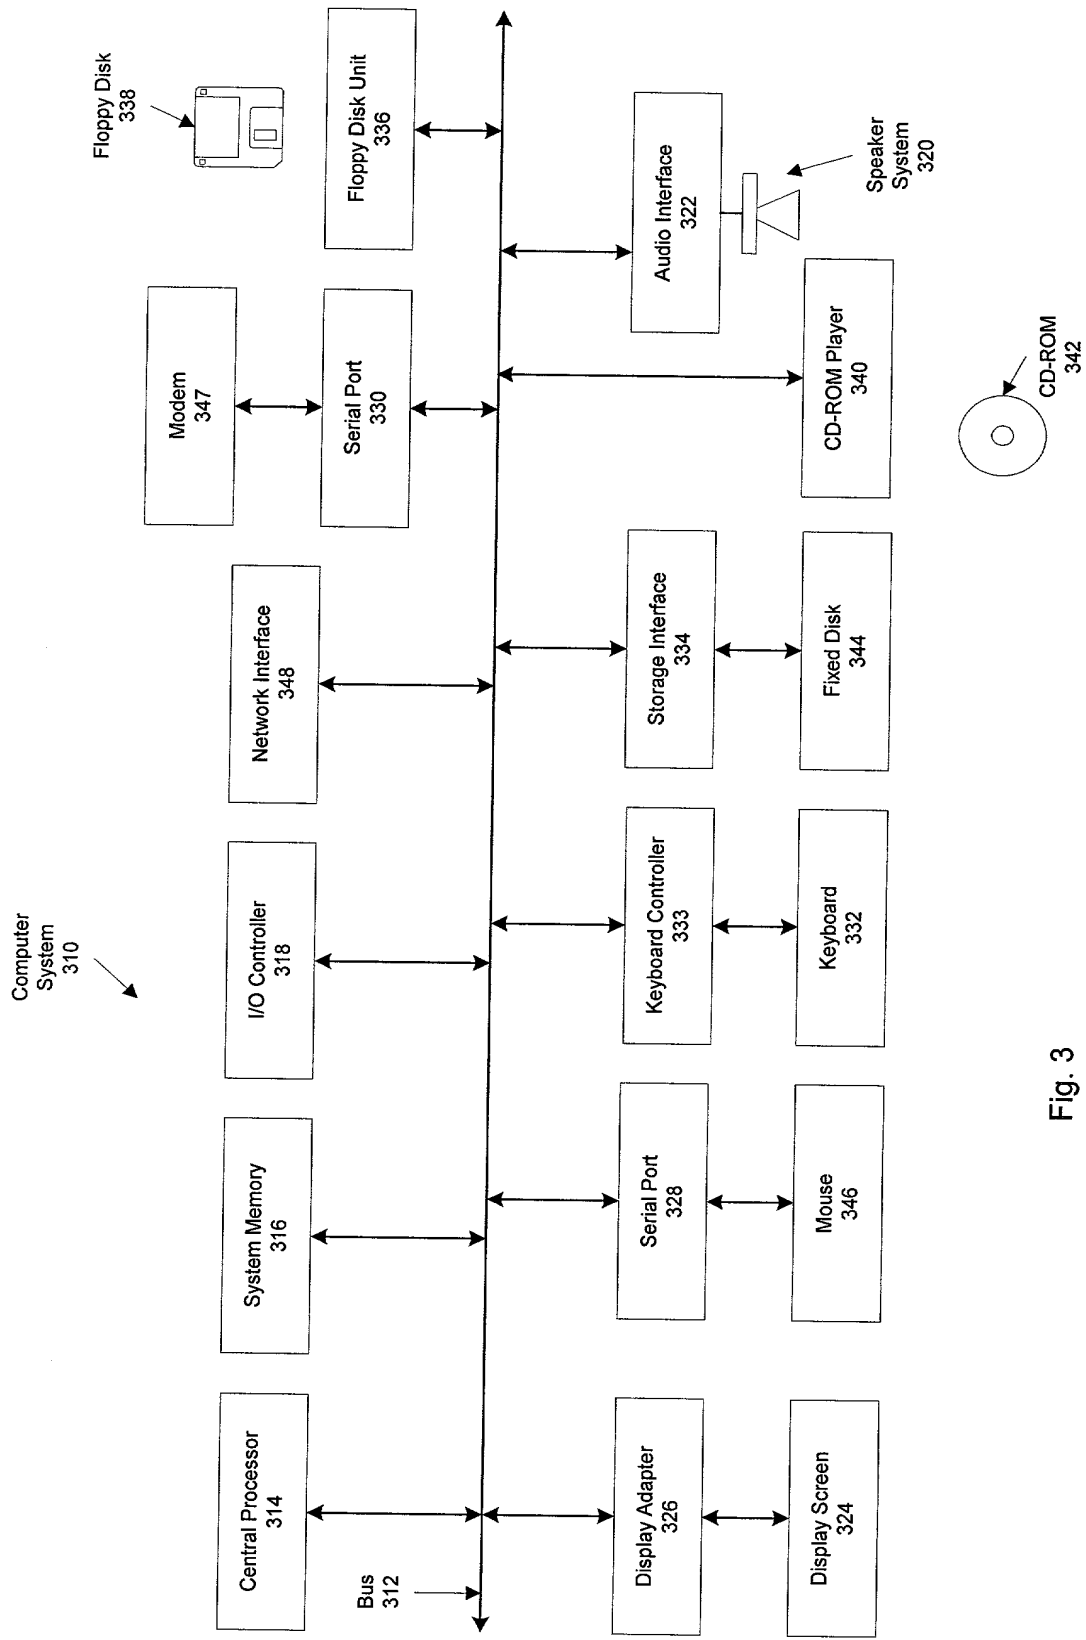 Computer
System
310
Central Processor
314
System Memory
316
I/O Controller
318
Network Interface
348
Modem
347
Serial Port
330
Floppy Disk
338
Floppy Disk Unit
336
Bus
312
Display Adapter
326
Display Screen
324
Serial Port
328
Mouse
346
Keyboard Controller
333
Keyboard
332
Storage Interface
334
Fixed Disk
344
CD-ROM Player
340
CD-ROM
342
Audio Interface
322
Speaker
System
320
Fig. 3